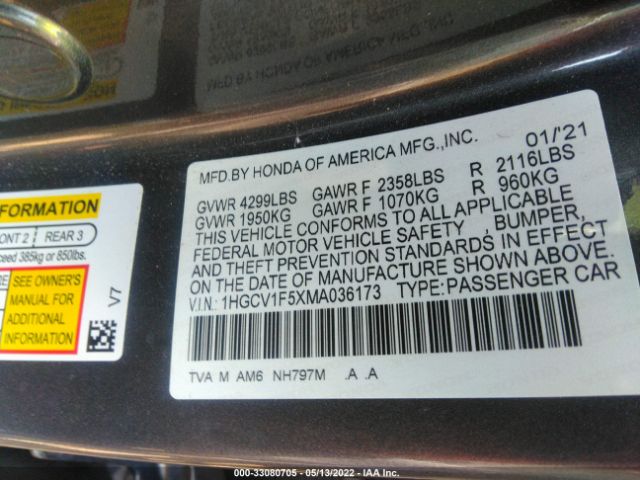 MFD.BY HONDA OF AMERICA MFG.,INC. 01/'21
GVWR 4299LBS GAWR F 2358LBS R 2116LBS
GVWR 1950KG GAWR F 1070KG R 960KG
THIS VEHICLE CONFORMS TO ALL APPLICABLE
FEDERAL MOTOR VEHICLE SAFETY , BUMPER,
AND THEFT PREVENTION STANDARDS IN EFFECT
ON THE DATE OF MANUFACTURE SHOWN ABOVE.
V.I.N.: 1HGCV1F5XMA036173 TYPE:PASSENGER CAR
TVA M AM6 NH797M .A .A
FORMATION
ONT 2 REAR 3
ceed 385kg or 850lbs.
SEE OWNER'S
MANUAL FOR
ADDITIONAL
INFORMATION
V7
000-33080705 - 05/13/2022 - IAA Inc.